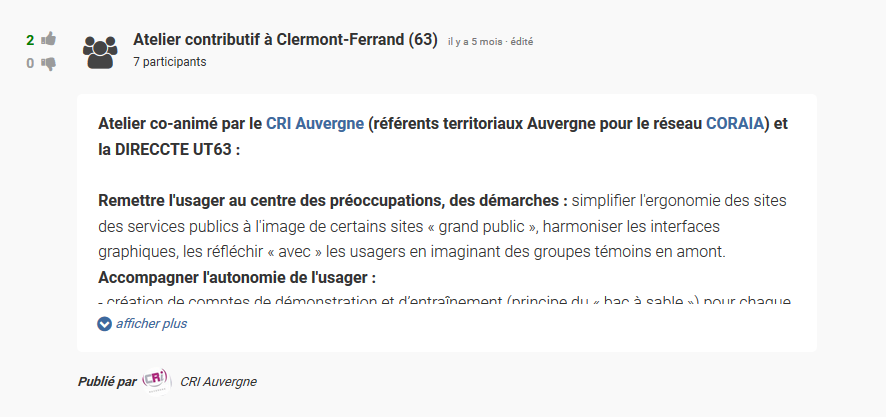 2
Atelier contributif à Clermont-Ferrand (63) il y a 5 mois · édité
0
7 participants
Atelier co-animé par le CRI Auvergne (référents territoriaux Auvergne pour le réseau CORAIA) et
la DIRECCTE UT63 :
Remettre l'usager au centre des préoccupations, des démarches : simplifier l'ergonomie des sites
des services publics à l'image de certains sites « grand public », harmoniser les interfaces
graphiques, les réfléchir « avec » les usagers en imaginant des groupes témoins en amont.
Accompagner l'autonomie de l'usager :
- création de comptes de démonstration et d'entraînement (principe du « bac à sable ») pour chaque
afficher plus
Publié par CRi CRI Auvergne